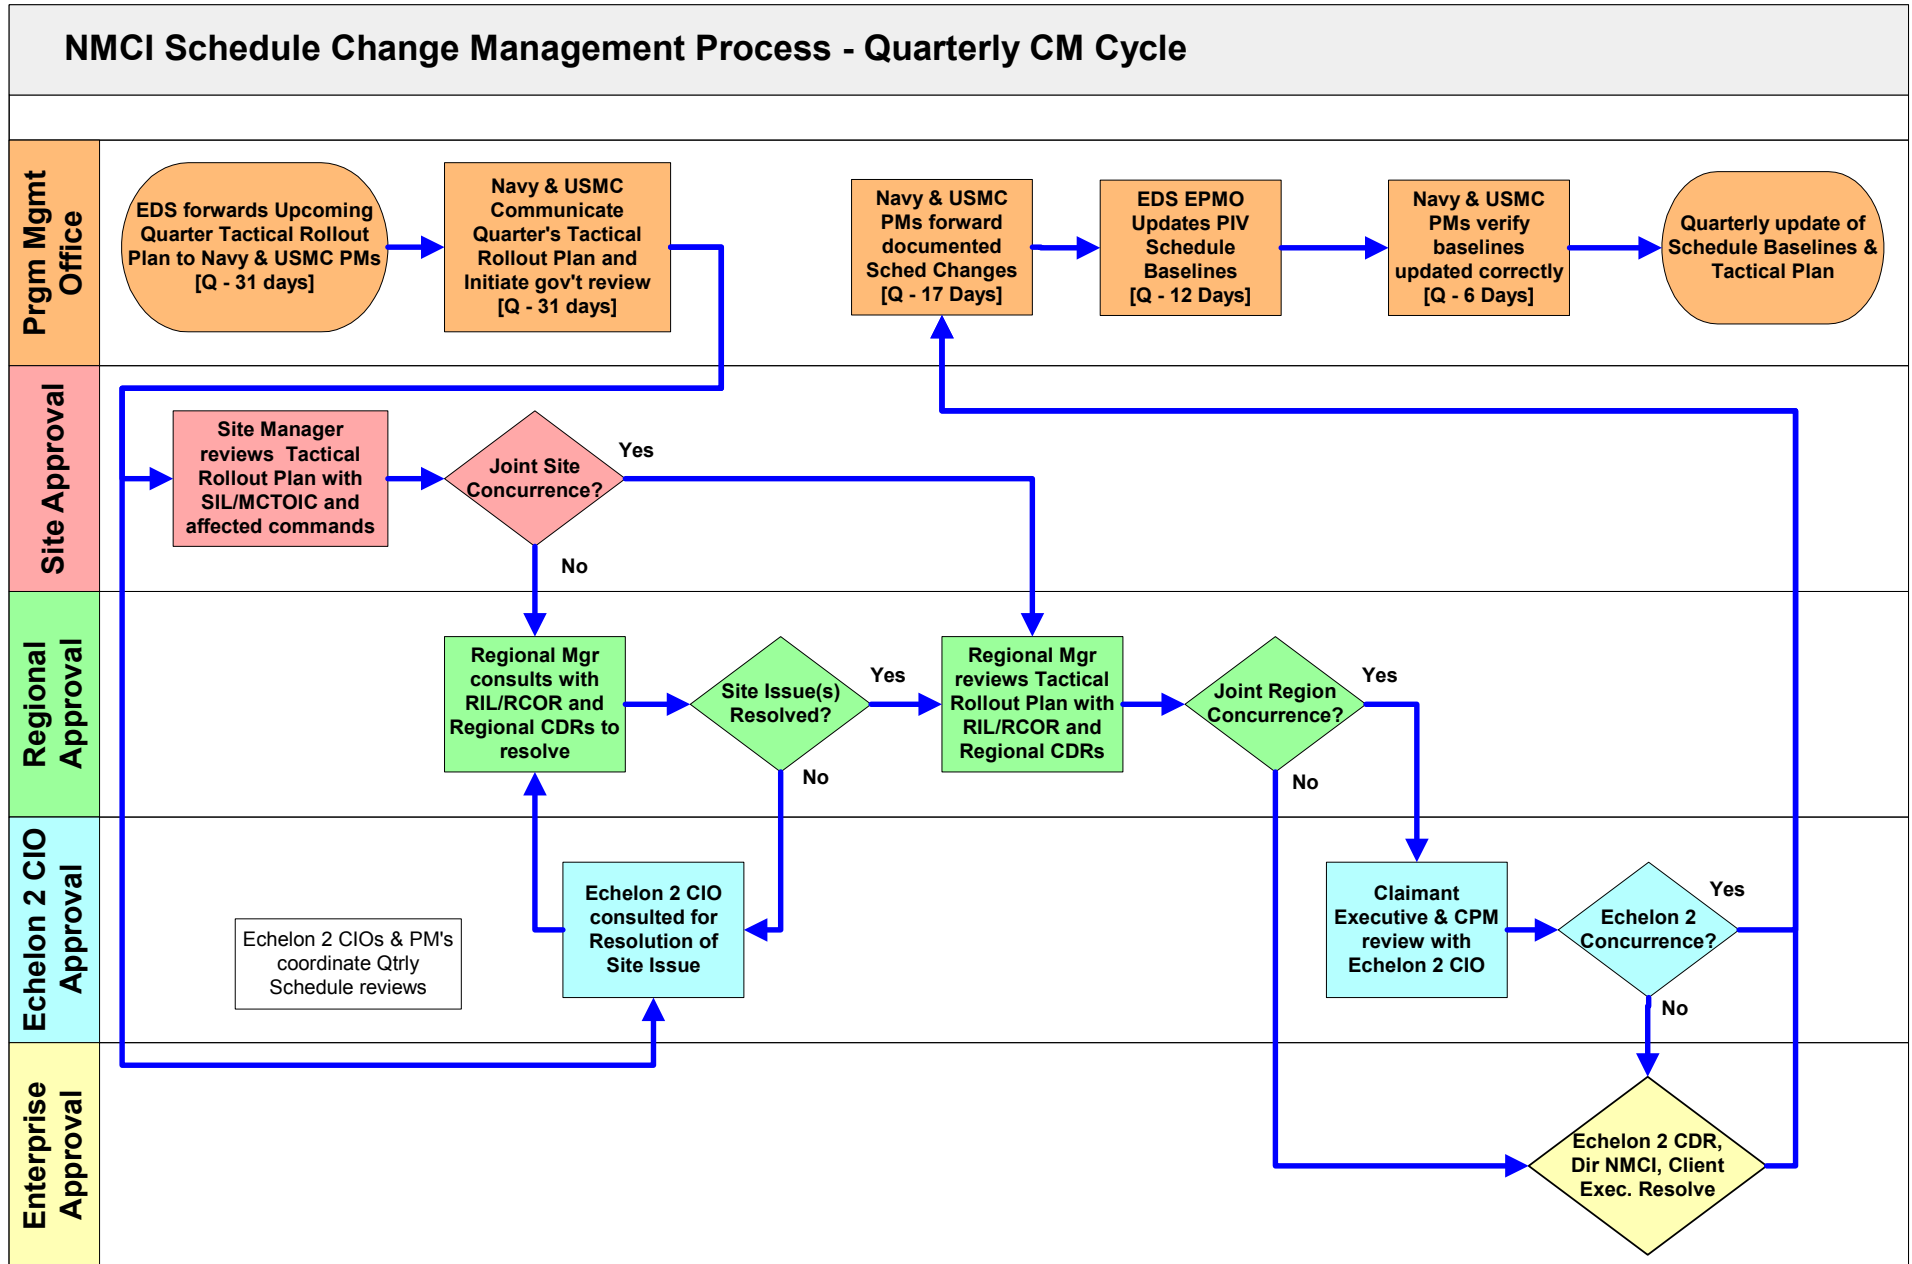 NMCI Schedule Change Management Process - Quarterly CM Cycle
Prgm Mgmt
Office
EDS forwards Upcoming
Quarter Tactical Rollout
Plan to Navy & USMC PMs
[Q - 31 days]
Navy & USMC
Communicate
Quarter's Tactical
Rollout Plan and
Initiate gov't review
[Q - 31 days]
Navy & USMC
PMs forward
documented
Sched Changes
[Q - 17 Days]
EDS EPMO
Updates PIV
Schedule
Baselines
[Q - 12 Days]
Navy & USMC
PMs verify
baselines
updated correctly
[Q - 6 Days]
Quarterly update of
Schedule Baselines &
Tactical Plan
Site Approval
Site Manager
reviews  Tactical
Rollout Plan with
SIL/MCTOIC and
affected commands
Joint Site
Concurrence?
Yes
No
Regional
Approval
Regional Mgr
consults with
RIL/RCOR and
Regional CDRs to
resolve
Site Issue(s)
Resolved?
Yes
No
Regional Mgr
reviews Tactical
Rollout Plan with
RIL/RCOR and
Regional CDRs
Joint Region
Concurrence?
Yes
No
Echelon 2 CIO
Approval
Echelon 2 CIOs & PM's
coordinate Qtrly
Schedule reviews
Echelon 2 CIO
consulted for
Resolution of
Site Issue
Claimant
Executive & CPM
review with
Echelon 2 CIO
Echelon 2
Concurrence?
Yes
No
Enterprise
Approval
Echelon 2 CDR,
Dir NMCI, Client
Exec. Resolve